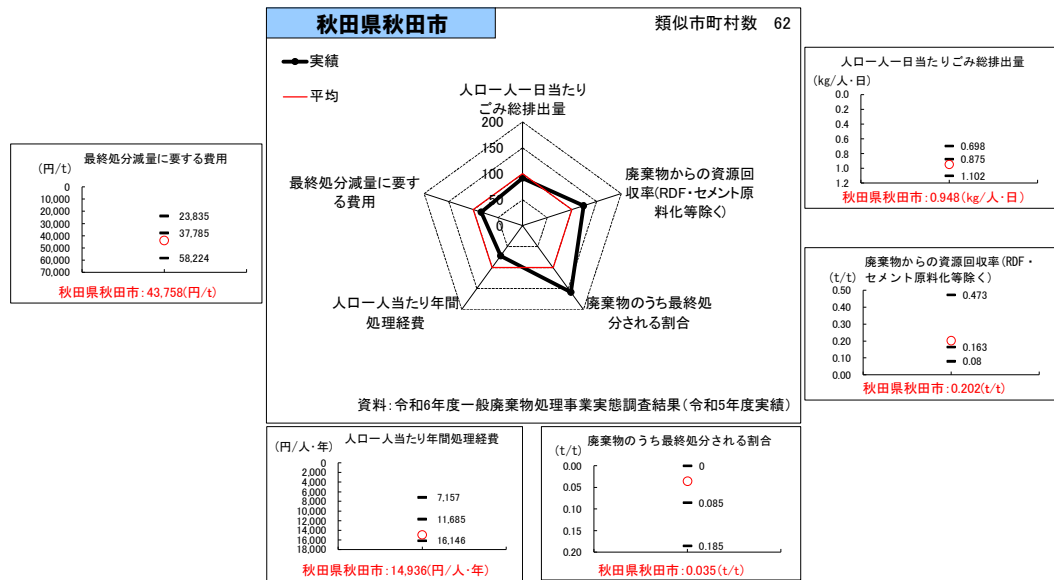 秋田県秋田市
類似市町村数 62
実績
平均
人口一人一日当たり
ごみ総排出量
200
150
100
50
0
廃棄物からの資源回
収率(RDF・セメント原
料化等除く)
廃棄物のうち最終処
分される割合
人口一人当たり年間
処理経費
最終処分減量に要す
る費用
資料:令和6年度一般廃棄物処理事業実態調査結果(令和5年度実績)
最終処分減量に要する費用
(円/t)
0
10,000
20,000
30,000
40,000
50,000
60,000
70,000
23,835
37,785
58,224
秋田県秋田市:43,758(円/t)
人口一人一日当たりごみ総排出量
(kg/人・日)
0.0
0.2
0.4
0.6
0.8
1.0
1.2
0.698
0.875
1.102
秋田県秋田市:0.948(kg/人・日)
廃棄物からの資源回収率(RDF・
(t/t) セメント原料化等除く)
0.50
0.40
0.30
0.20
0.10
0.00
0.473
0.163
0.08
秋田県秋田市:0.202(t/t)
人口一人当たり年間処理経費
(円/人・年)
0
2,000
4,000
6,000
8,000
10,000
12,000
14,000
16,000
18,000
7,157
11,685
16,146
秋田県秋田市:14,936(円/人・年)
廃棄物のうち最終処分される割合
(t/t)
0.00
0.05
0.10
0.15
0.20
0
0.085
0.185
秋田県秋田市:0.035(t/t)